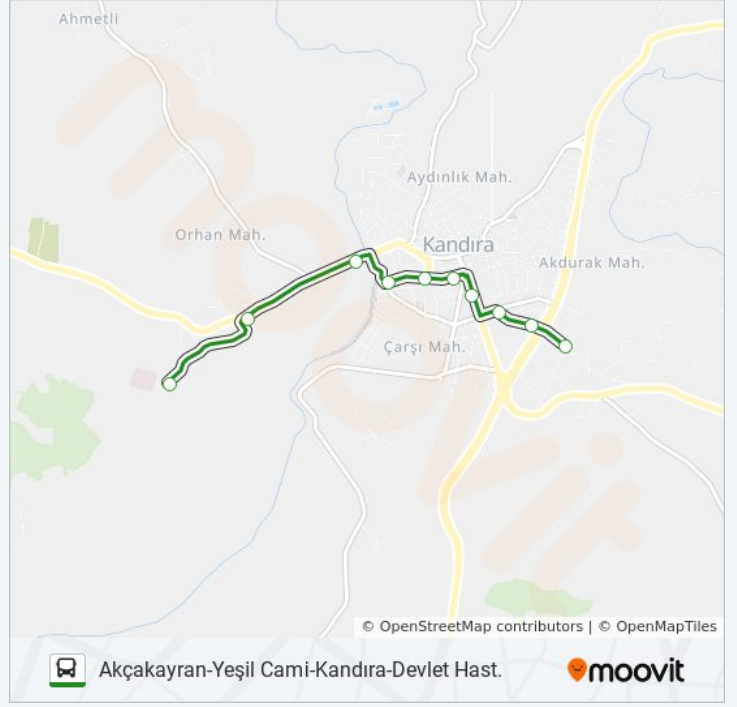 Ahmetli
Aydınlık Mah.
Orhan Mah.
Kandıra
Akdurak Mah.
Çarşı Mah.
moovit
© OpenStreetMap contributors | © OpenMapTiles
Akçakayran-Yeşil Cami-Kandıra-Devlet Hast.
moovit